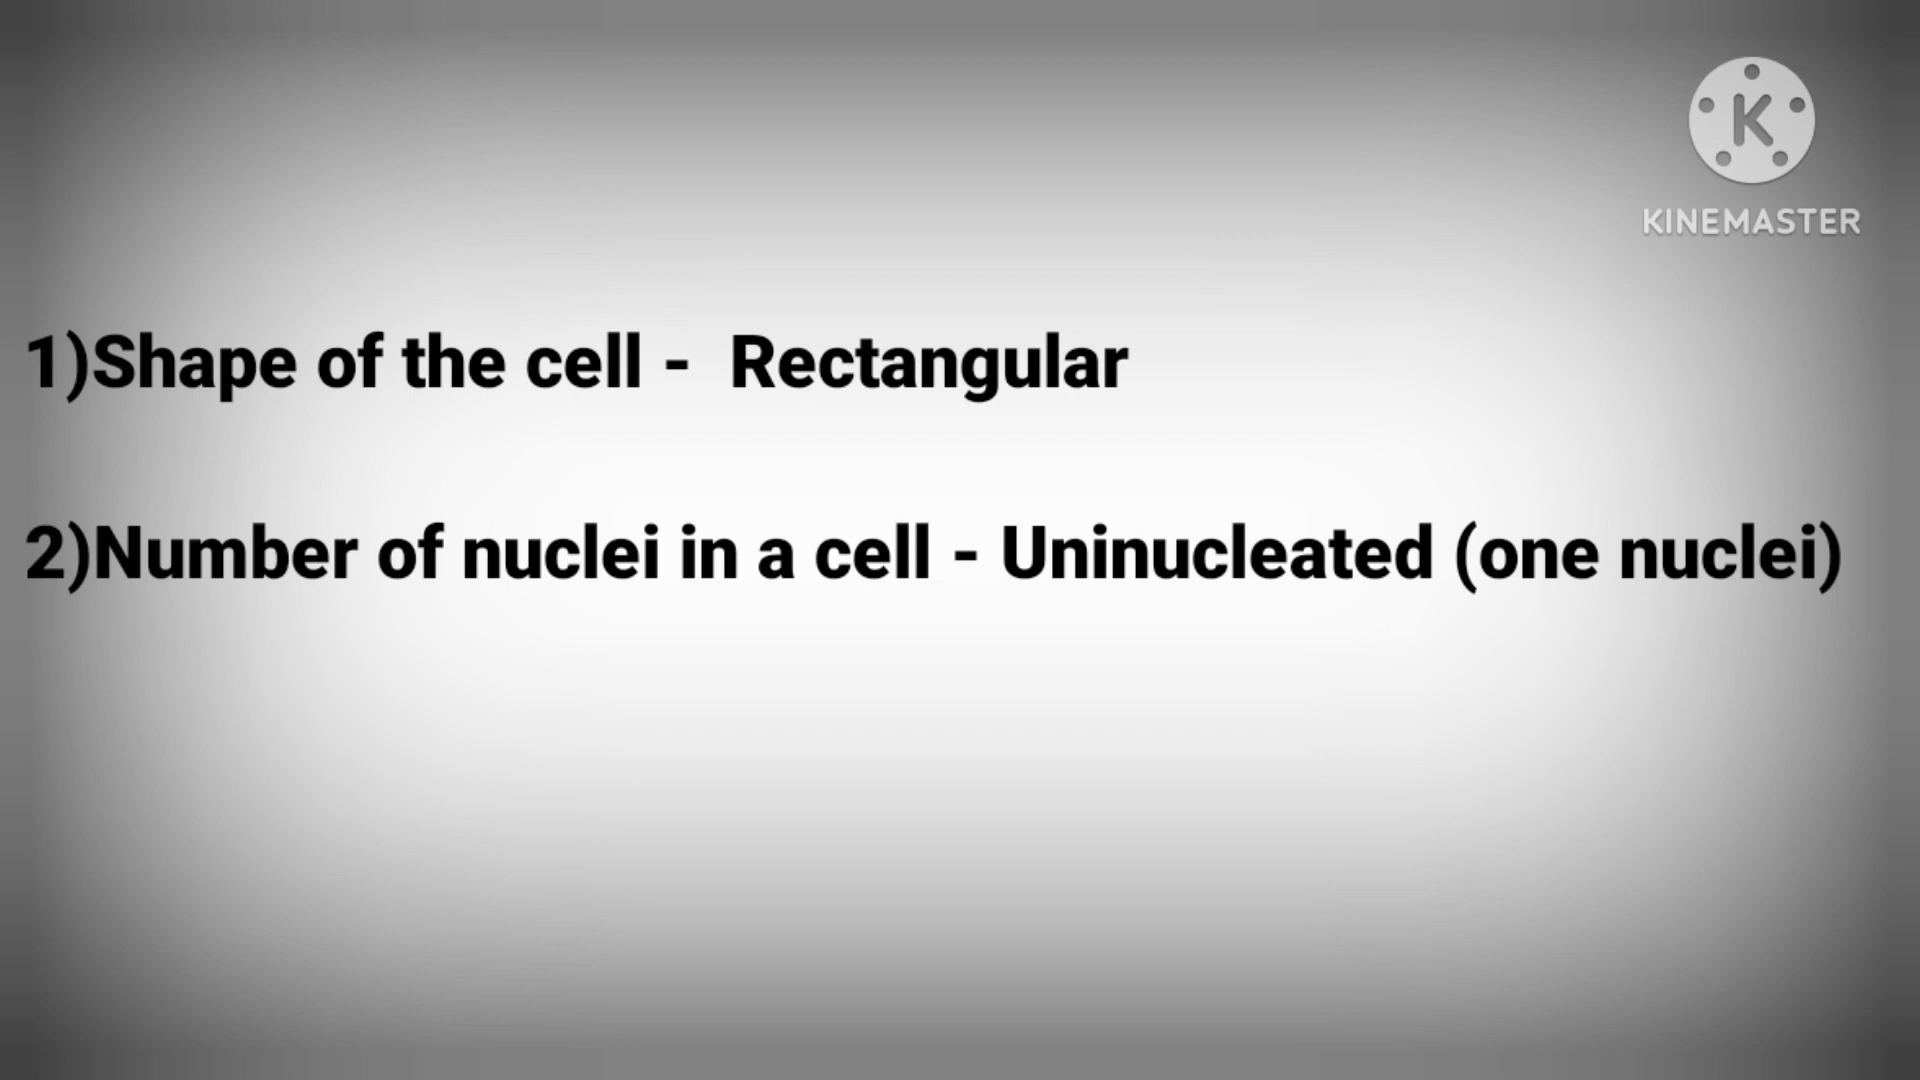 K
KINEMASTER
1)Shape of the cell -  Rectangular
2)Number of nuclei in a cell - Uninucleated (one nuclei)